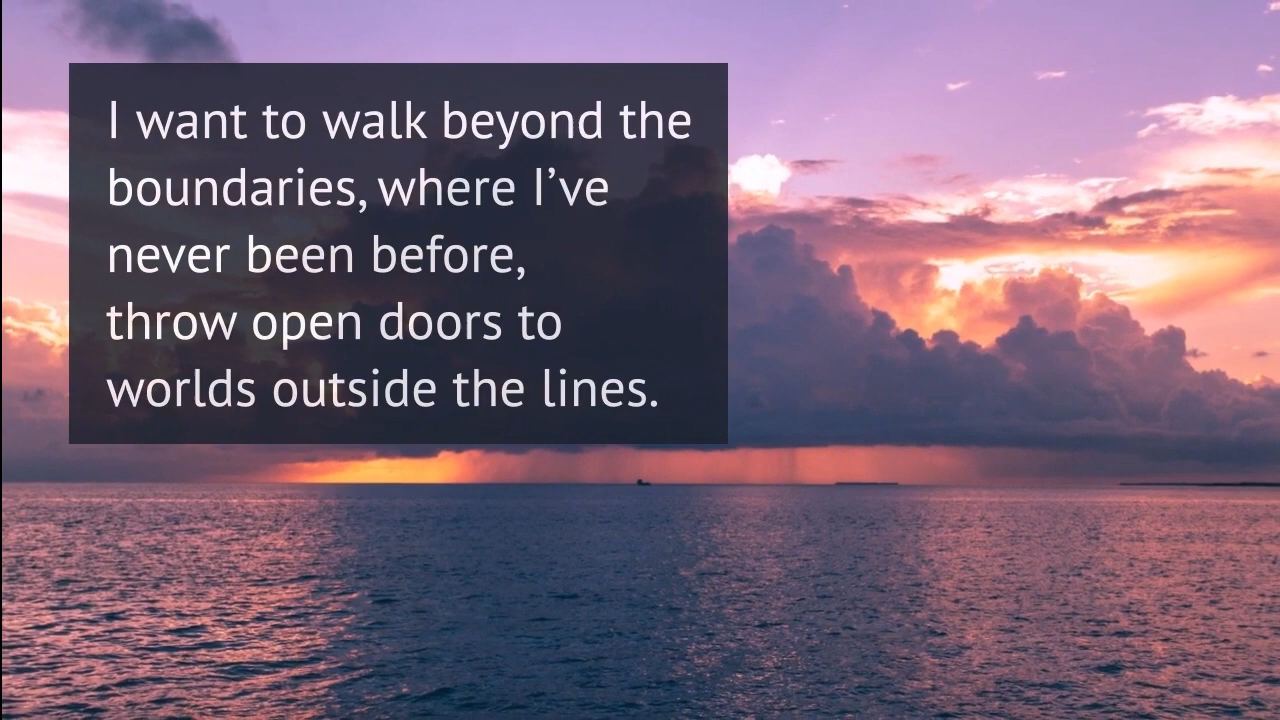 I want to walk beyond the
boundaries, where I’ve
never been before,
throw open doors to
worlds outside the lines.